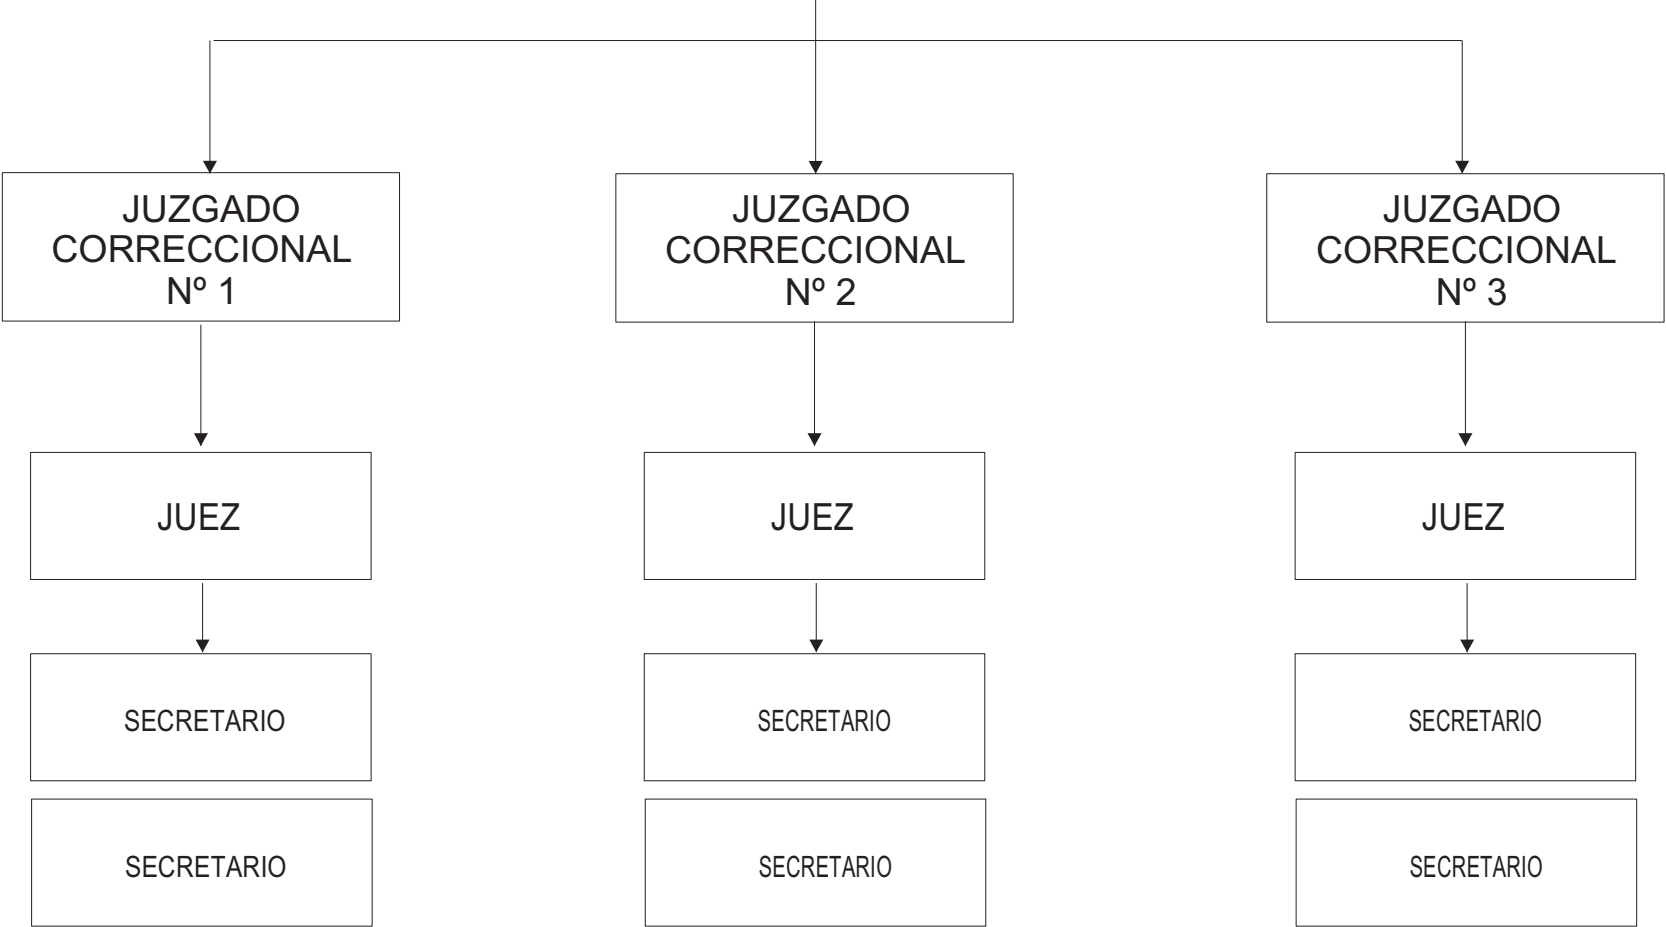 JUZGADO
CORRECCIONAL
Nº 1
JUZGADO
CORRECCIONAL
Nº 2
JUZGADO
CORRECCIONAL
Nº 3
JUEZ
JUEZ
JUEZ
SECRETARIO
SECRETARIO
SECRETARIO
SECRETARIO
SECRETARIO
SECRETARIO